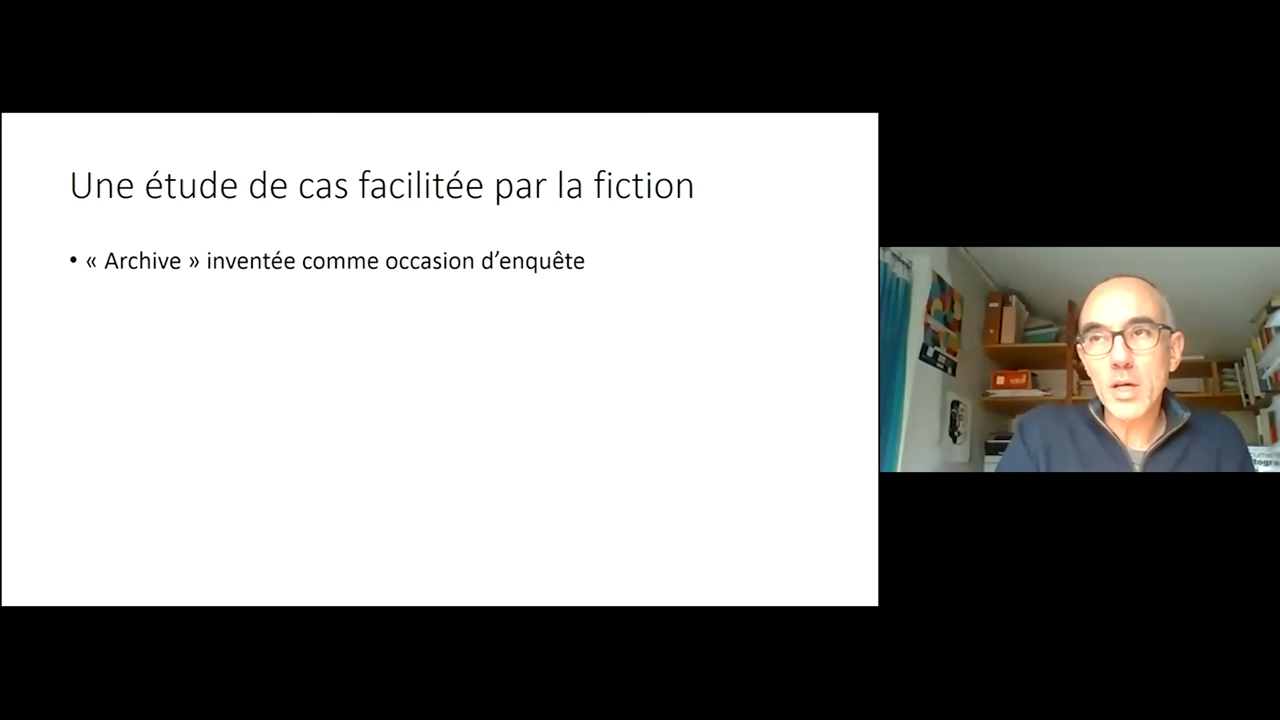 Une étude de cas facilitée par la fiction
• « Archive » inventée comme occasion d’enquête